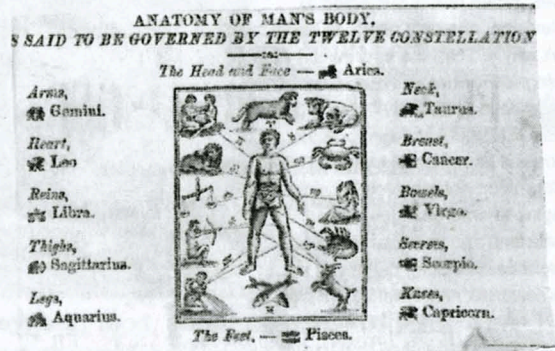 ANATOMY OF MAN'S BODY,
S SAID TO BE GOVERNED BY THE TWELVE CONSTELLATION
The Head and Face — Aries.
Arms,
Gemini.
Heart,
Leo
Reins,
Libra.
Thighs,
Sagittarius.
Legs,
Aquarius.
Neck,
Taurus.
Breast,
Cancer.
Bowels,
Virgo.
Secrets,
Scorpio.
Knees,
Capricorn.
The Feet, — Pisces.